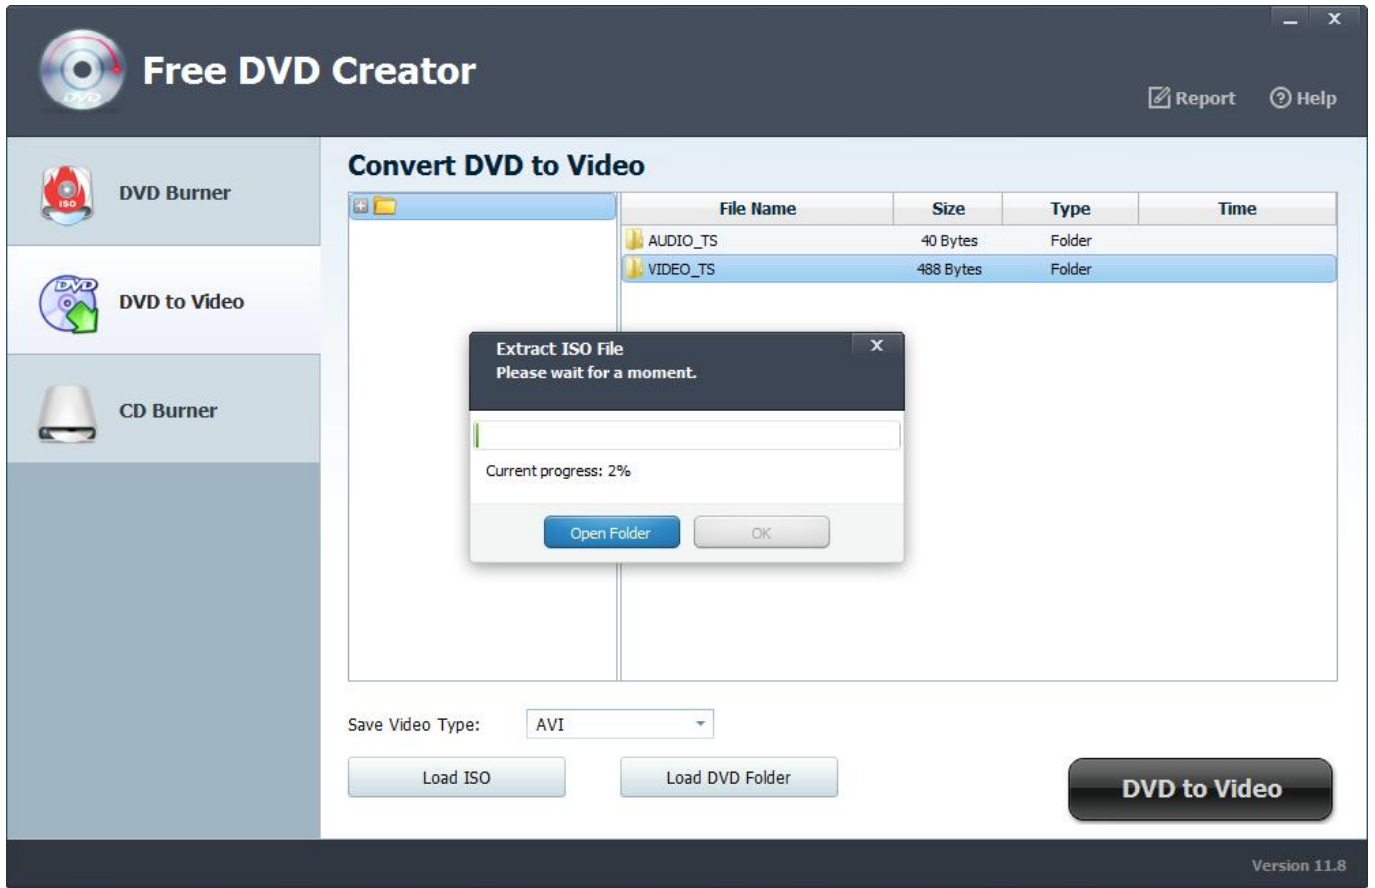 _ X
Free DVD Creator
Report Help
Convert DVD to Video
DVD Burner
DVD to Video
CD Burner
File Name Size Type Time
AUDIO_TS 40 Bytes Folder
VIDEO_TS 488 Bytes Folder
Extract ISO File X
Please wait for a moment.
Current progress: 2%
Open Folder OK
Save Video Type: AVI
Load ISO Load DVD Folder
DVD to Video
Version 11.8
DVD
ISO
DVD